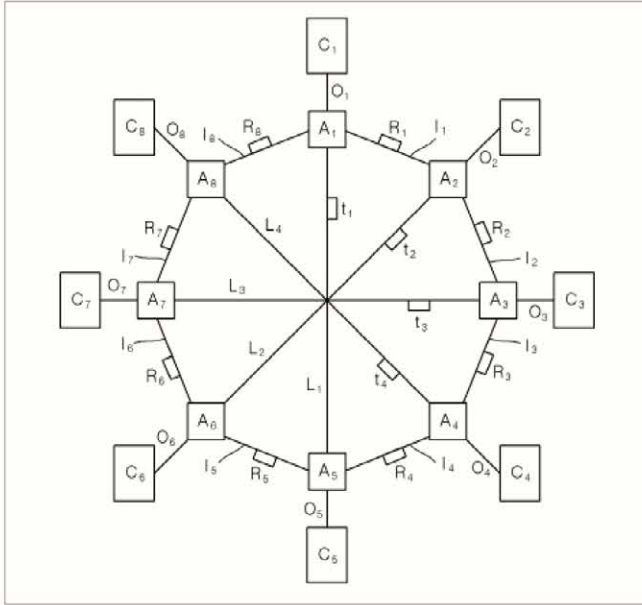 C₁
O₁
I₈ R₈ A₁ R₁ I₁
C₈ O₈ C₂
O₂
A₈ A₂
R₇ L₄ t₁ t₂ R₂
I₇ I₂
C₇ O₇ A₇ L₃ A₃ O₃ C₃
t₃
I₆ L₂ I₃
R₆ L₁ t₄ R₃
A₆ A₄
O₆ I₅ I₄ O₄
C₆ R₅ A₅ R₄ C₄
O₅
C₅